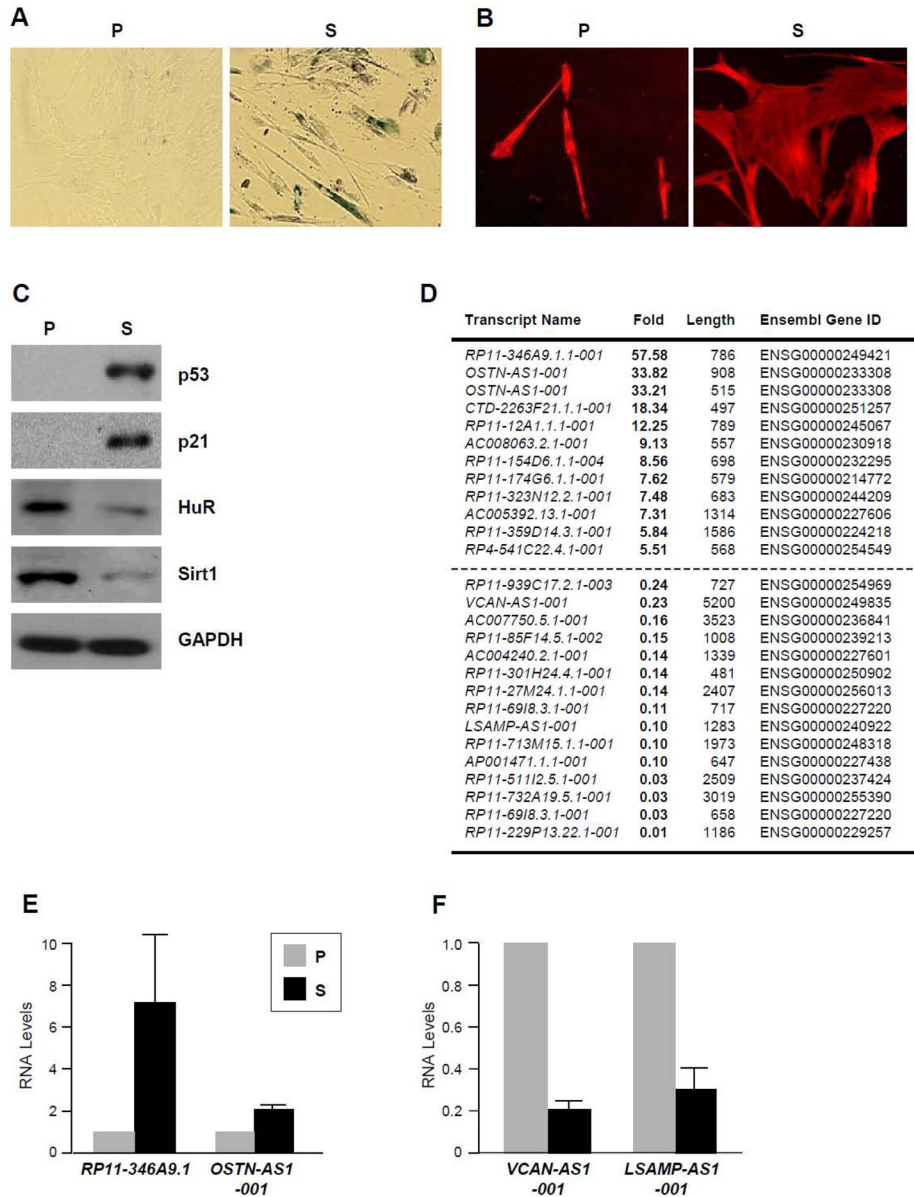 A
P
S
B
P
S
C
P
S
p53
p21
HuR
Sirt1
GAPDH
D
Transcript Name Fold Length Ensembl Gene ID
RP11-346A9.1.1-001 57.58 786 ENSG00000249421
OSTN-AS1-001 33.82 908 ENSG00000233308
OSTN-AS1-001 33.21 515 ENSG00000233308
CTD-2263F21.1.1-001 18.34 497 ENSG00000251257
RP11-12A1.1.1-001 12.25 789 ENSG00000245067
AC008063.2.1-001 9.13 557 ENSG00000230918
RP11-154D6.1.1-004 8.56 698 ENSG00000232295
RP11-174G6.1.1-001 7.62 579 ENSG00000214772
RP11-323N12.2.1-001 7.48 683 ENSG00000244209
AC005392.13.1-001 7.31 1314 ENSG00000227606
RP11-359D14.3.1-001 5.84 1586 ENSG00000224218
RP4-541C22.4.1-001 5.51 568 ENSG00000254549
RP11-939C17.2.1-003 0.24 727 ENSG00000254969
VCAN-AS1-001 0.23 5200 ENSG00000249835
AC007750.5.1-001 0.16 3523 ENSG00000236841
RP11-85F14.5.1-002 0.15 1008 ENSG00000239213
AC004240.2.1-001 0.14 1339 ENSG00000227601
RP11-301H24.4.1-001 0.14 481 ENSG00000250902
RP11-27M24.1.1-001 0.14 2407 ENSG00000256013
RP11-69I8.3.1-001 0.11 717 ENSG00000227220
LSAMP-AS1-001 0.10 1283 ENSG00000240922
RP11-713M15.1.1-001 0.10 1973 ENSG00000248318
AP001471.1.1-001 0.10 647 ENSG00000227438
RP11-511I2.5.1-001 0.03 2509 ENSG00000237424
RP11-732A19.5.1-001 0.03 3019 ENSG00000255390
RP11-69I8.3.1-001 0.03 658 ENSG00000227220
RP11-229P13.22.1-001 0.01 1186 ENSG00000229257
E
RNA Levels
10
8
6
4
2
0
P
S
RP11-346A9.1
OSTN-AS1
-001
F
RNA Levels
1.0
0.8
0.6
0.4
0.2
0
VCAN-AS1
-001
LSAMP-AS1
-001